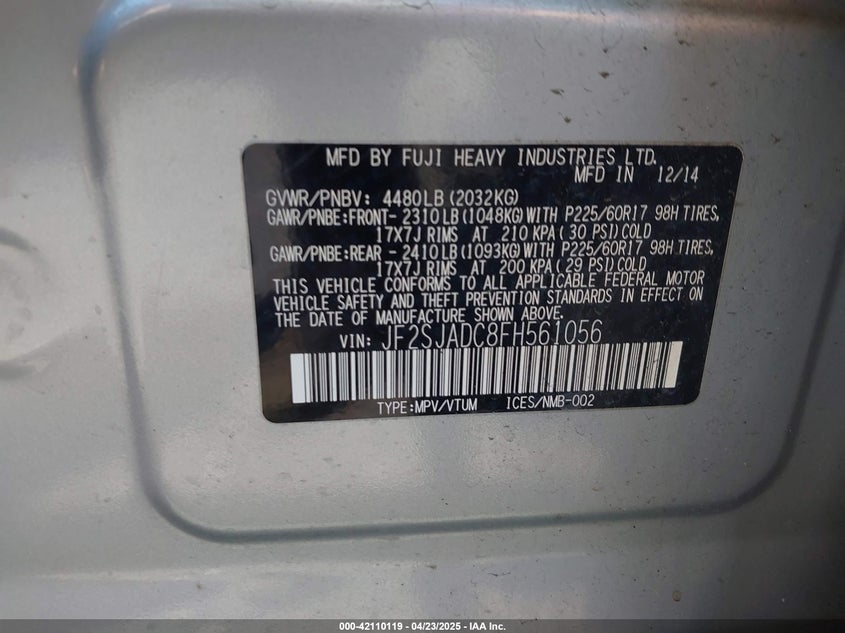 MFD BY FUJI HEAVY INDUSTRIES LTD.
MFD IN 12/14
GVWR/PNBV: 4480LB (2032KG)
GAWR/PNBE:FRONT- 2310 LB (1048KG) WITH P225/60R17 98H TIRES,
17X7J RIMS AT 210 KPA ( 30 PSI) COLD
GAWR/PNBE:REAR - 2410 LB (1093KG) WITH P225/60R17 98H TIRES,
17X7J RIMS AT 200 KPA ( 29 PSI) COLD
THIS VEHICLE CONFORMS TO ALL APPLICABLE FEDERAL MOTOR
VEHICLE SAFETY AND THEFT PREVENTION STANDARDS IN EFFECT ON
THE DATE OF MANUFACTURE SHOWN ABOVE.
VIN: JF2SJADC8FH561056
TYPE:MPV/VTUM ICES/NMB-002
000-42110119 - 04/23/2025 - IAA Inc.